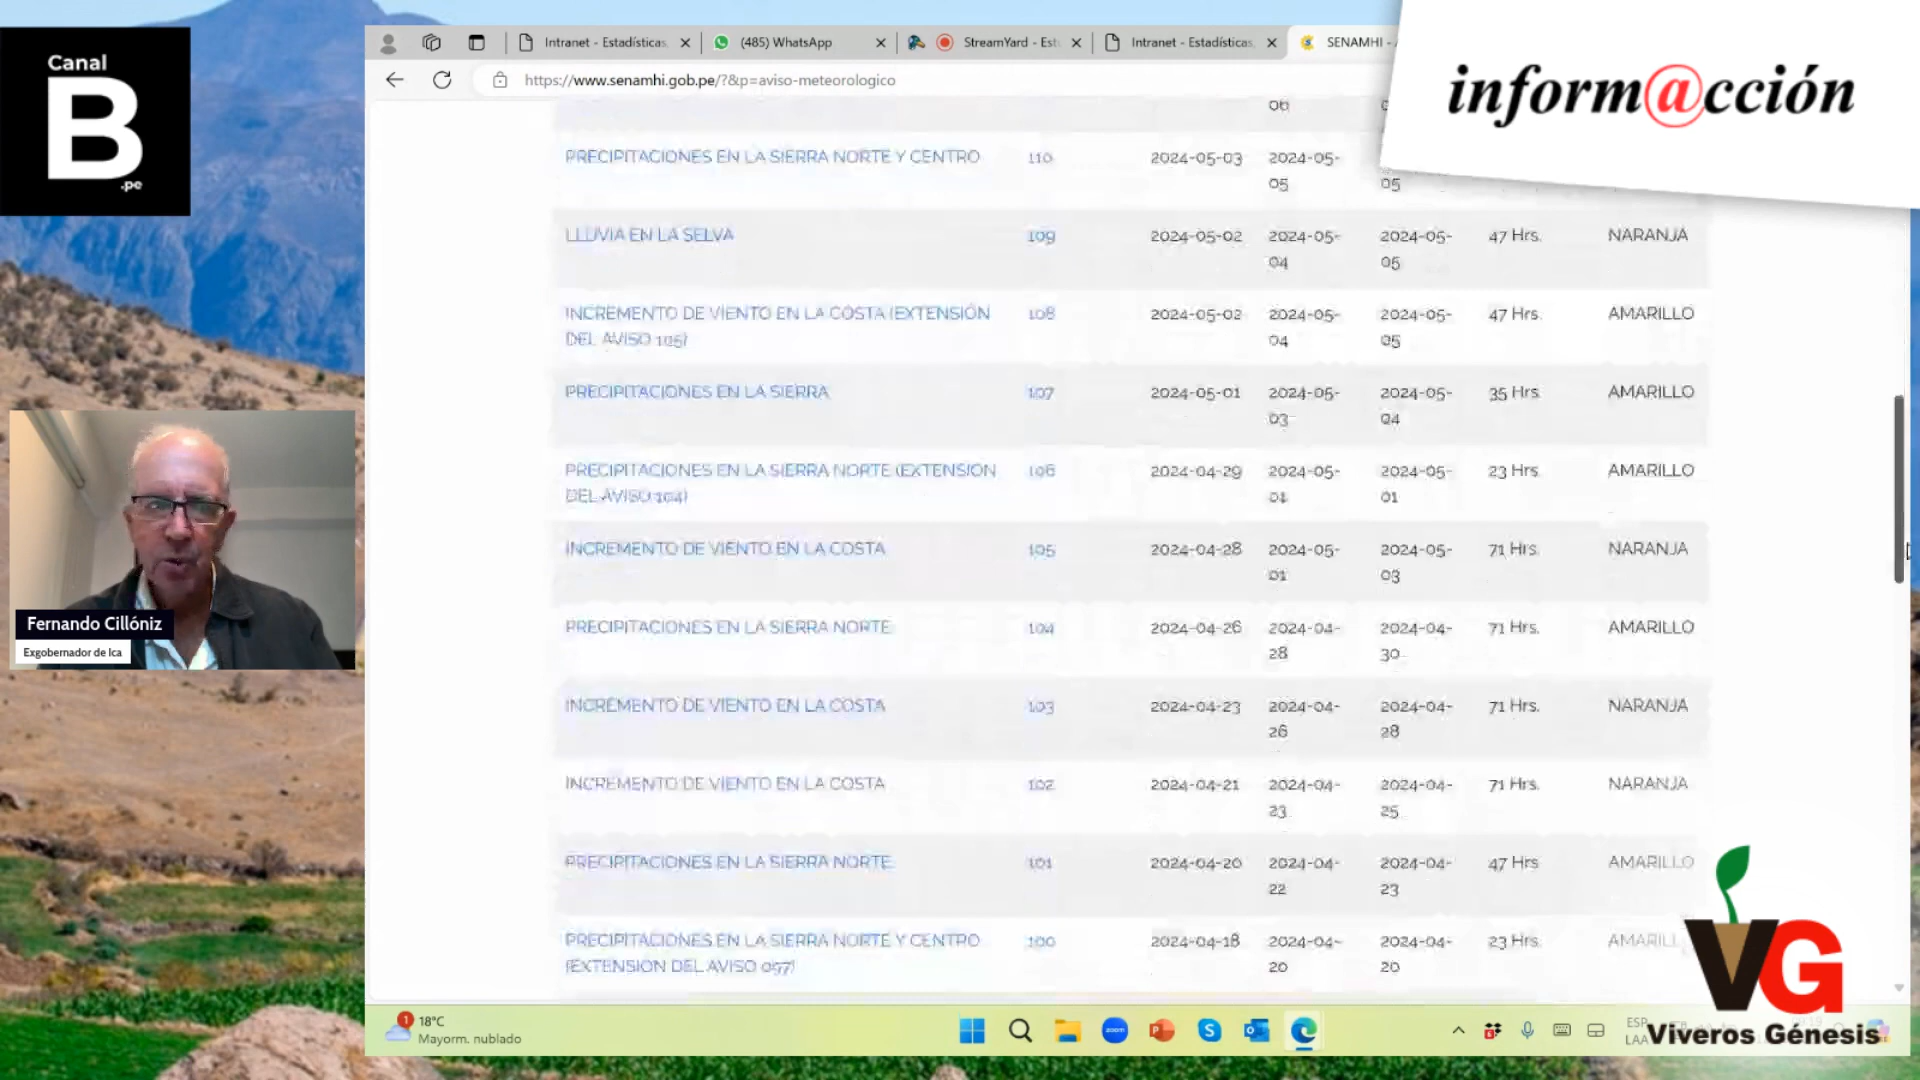 Canal
B
.pe
Intranet - Estadísticas,
(485) WhatsApp
StreamYard - Est
Intranet - Estadísticas,
SENAMHI -
https://www.senamhi.gob.pe/?&p=aviso-meteorologico
inform@cción
06
PRECIPITACIONES EN LA SIERRA NORTE Y CENTRO 110 2024-05-03 2024-05-
05 05
LLUVIA EN LA SELVA 109 2024-05-02 2024-05- 2024-05- 47 Hrs. NARANJA
04 05
INCREMENTO DE VIENTO EN LA COSTA (EXTENSIÓN 108 2024-05-02 2024-05- 2024-05- 47 Hrs. AMARILLO
DEL AVISO 105) 04 05
PRECIPITACIONES EN LA SIERRA 107 2024-05-01 2024-05- 2024-05- 35 Hrs. AMARILLO
03 04
PRECIPITACIONES EN LA SIERRA NORTE (EXTENSIÓN 106 2024-04-29 2024-05- 2024-05- 23 Hrs. AMARILLO
DEL AVISO 104) 01 01
INCREMENTO DE VIENTO EN LA COSTA 105 2024-04-28 2024-05- 2024-05- 71 Hrs. NARANJA
01 03
PRECIPITACIONES EN LA SIERRA NORTE 104 2024-04-26 2024-04- 2024-04- 71 Hrs. AMARILLO
28 30
INCREMENTO DE VIENTO EN LA COSTA 103 2024-04-23 2024-04- 2024-04- 71 Hrs. NARANJA
26 28
INCREMENTO DE VIENTO EN LA COSTA 102 2024-04-21 2024-04- 2024-04- 71 Hrs. NARANJA
23 25
PRECIPITACIONES EN LA SIERRA NORTE 101 2024-04-20 2024-04- 2024-04- 47 Hrs AMARILLO
22 23
PRECIPITACIONES EN LA SIERRA NORTE Y CENTRO 100 2024-04-18 2024-04- 2024-04- 23 Hrs.
(EXTENSION DEL AVISO 097) 20 20
Fernando Cillóniz
Exgobernador de Ica
1
18°C
Mayorm. nublado
zoom
ESP
LAA
VG
Viveros Génesis